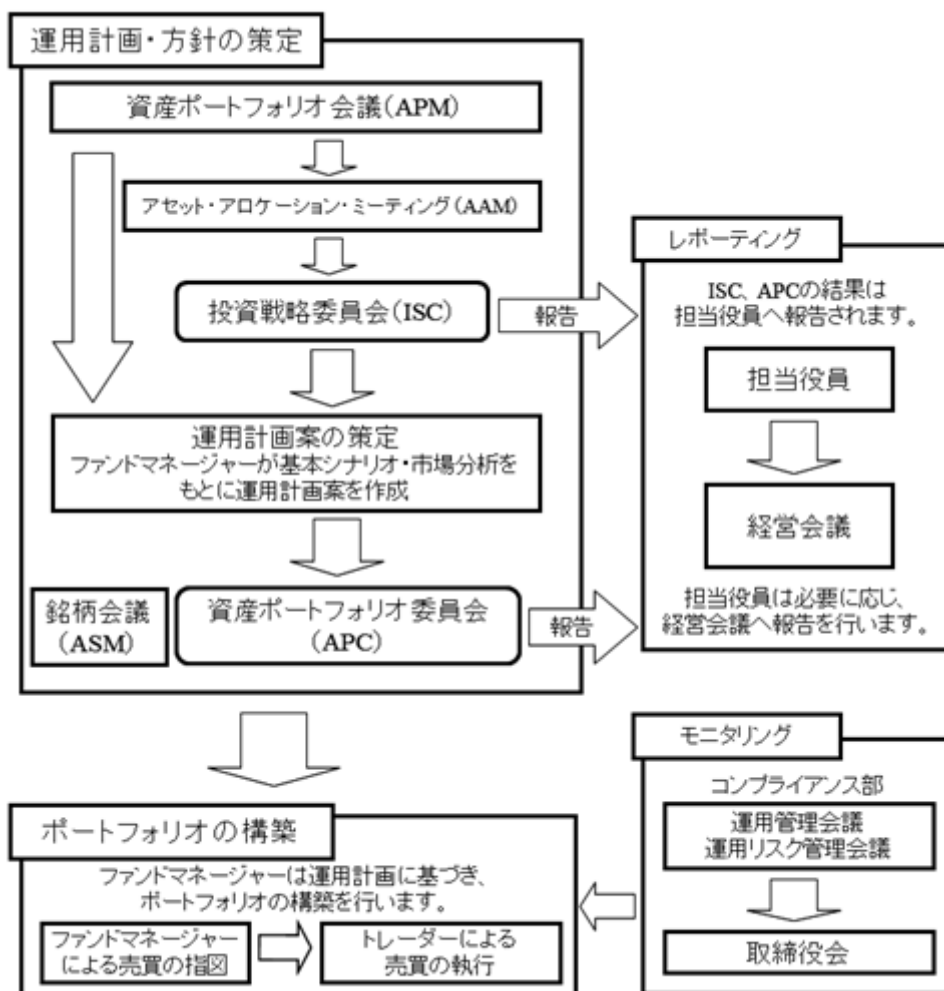 運用計画・方針の策定
資産ポートフォリオ会議(APM)
アセット・アロケーション・ミーティング(AAM)
投資戦略委員会(ISC)
報告
運用計画案の策定
ファンドマネージャーが基本シナリオ・市場分析を
もとに運用計画案を作成
銘柄会議
(ASM)
資産ポートフォリオ委員会
(APC)
報告
レポーティング
ISC、APCの結果は
担当役員へ報告されます。
担当役員
経営会議
担当役員は必要に応じ、
経営会議へ報告を行います。
ポートフォリオの構築
ファンドマネージャーは運用計画に基づき、
ポートフォリオの構築を行います。
ファンドマネージャー
による売買の指図
トレーダーによる
売買の執行
モニタリング
コンプライアンス部
運用管理会議
運用リスク管理会議
取締役会